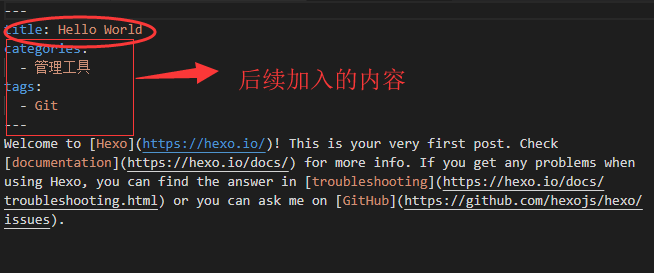 ---
title: Hello World
categories:
  - 管理工具
tags:
  - Git
---
后续加入的内容
Welcome to [Hexo](https://hexo.io/)! This is your very first post. Check
[documentation](https://hexo.io/docs/) for more info. If you get any problems when
using Hexo, you can find the answer in [troubleshooting](https://hexo.io/docs/
troubleshooting.html) or you can ask me on [GitHub](https://github.com/hexojs/hexo/
issues).